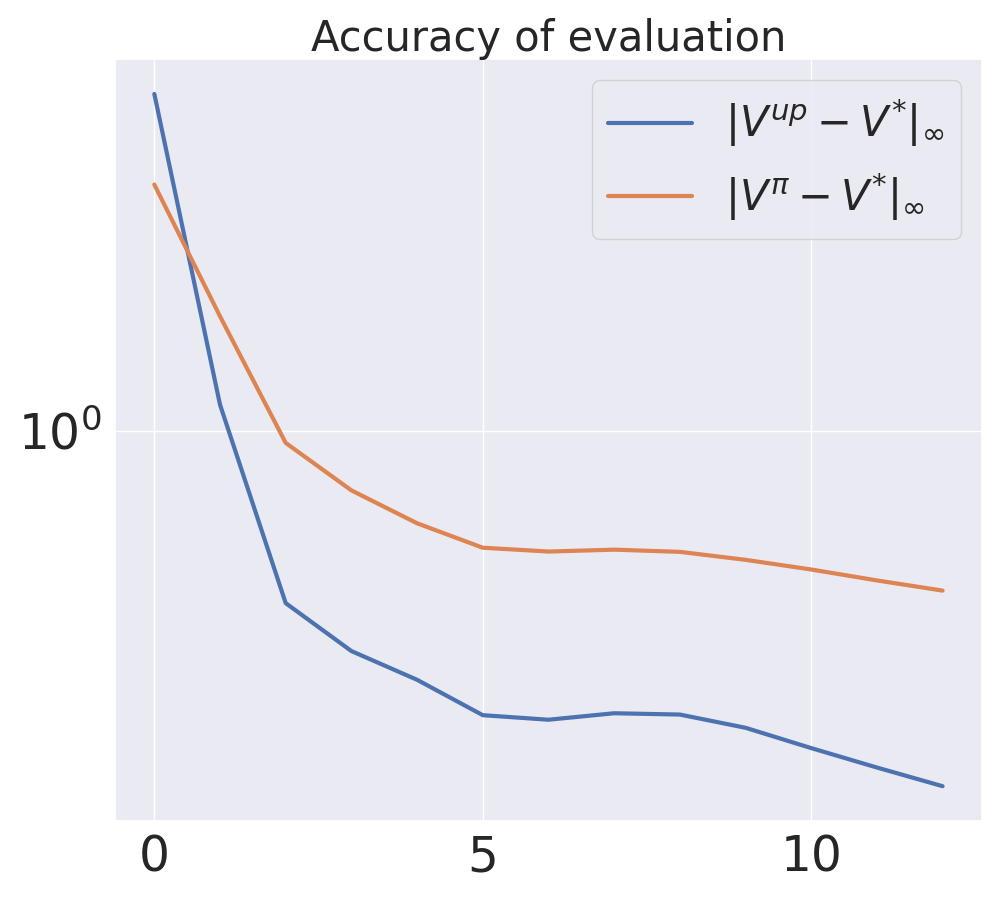 Accuracy of evaluation
|V^{up} − V^*|_∞
|V^π − V^*|_∞
10^0
0 5 10